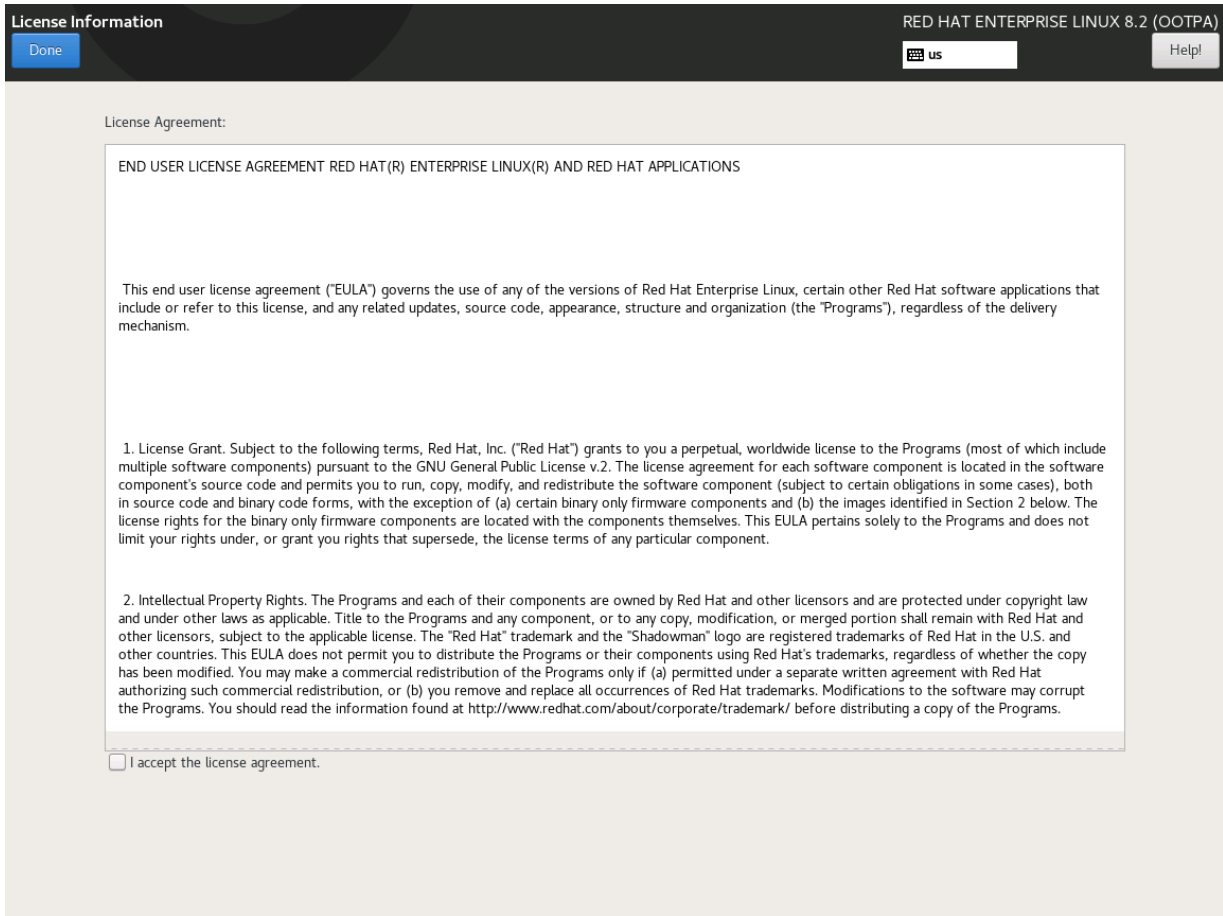 License Information
RED HAT ENTERPRISE LINUX 8.2 (OOTPA)
Done
us
Help!
License Agreement:
END USER LICENSE AGREEMENT RED HAT(R) ENTERPRISE LINUX(R) AND RED HAT APPLICATIONS
This end user license agreement ("EULA") governs the use of any of the versions of Red Hat Enterprise Linux, certain other Red Hat software applications that
include or refer to this license, and any related updates, source code, appearance, structure and organization (the "Programs"), regardless of the delivery
mechanism.
1. License Grant. Subject to the following terms, Red Hat, Inc. ("Red Hat") grants to you a perpetual, worldwide license to the Programs (most of which include
multiple software components) pursuant to the GNU General Public License v.2. The license agreement for each software component is located in the software
component's source code and permits you to run, copy, modify, and redistribute the software component (subject to certain obligations in some cases), both
in source code and binary code forms, with the exception of (a) certain binary only firmware components and (b) the images identified in Section 2 below. The
license rights for the binary only firmware components are located with the components themselves. This EULA pertains solely to the Programs and does not
limit your rights under, or grant you rights that supersede, the license terms of any particular component.
2. Intellectual Property Rights. The Programs and each of their components are owned by Red Hat and other licensors and are protected under copyright law
and under other laws as applicable. Title to the Programs and any component, or to any copy, modification, or merged portion shall remain with Red Hat and
other licensors, subject to the applicable license. The "Red Hat" trademark and the "Shadowman" logo are registered trademarks of Red Hat in the U.S. and
other countries. This EULA does not permit you to distribute the Programs or their components using Red Hat's trademarks, regardless of whether the copy
has been modified. You may make a commercial redistribution of the Programs only if (a) permitted under a separate written agreement with Red Hat
authorizing such commercial redistribution, or (b) you remove and replace all occurrences of Red Hat trademarks. Modifications to the software may corrupt
the Programs. You should read the information found at http://www.redhat.com/about/corporate/trademark/ before distributing a copy of the Programs.
I accept the license agreement.